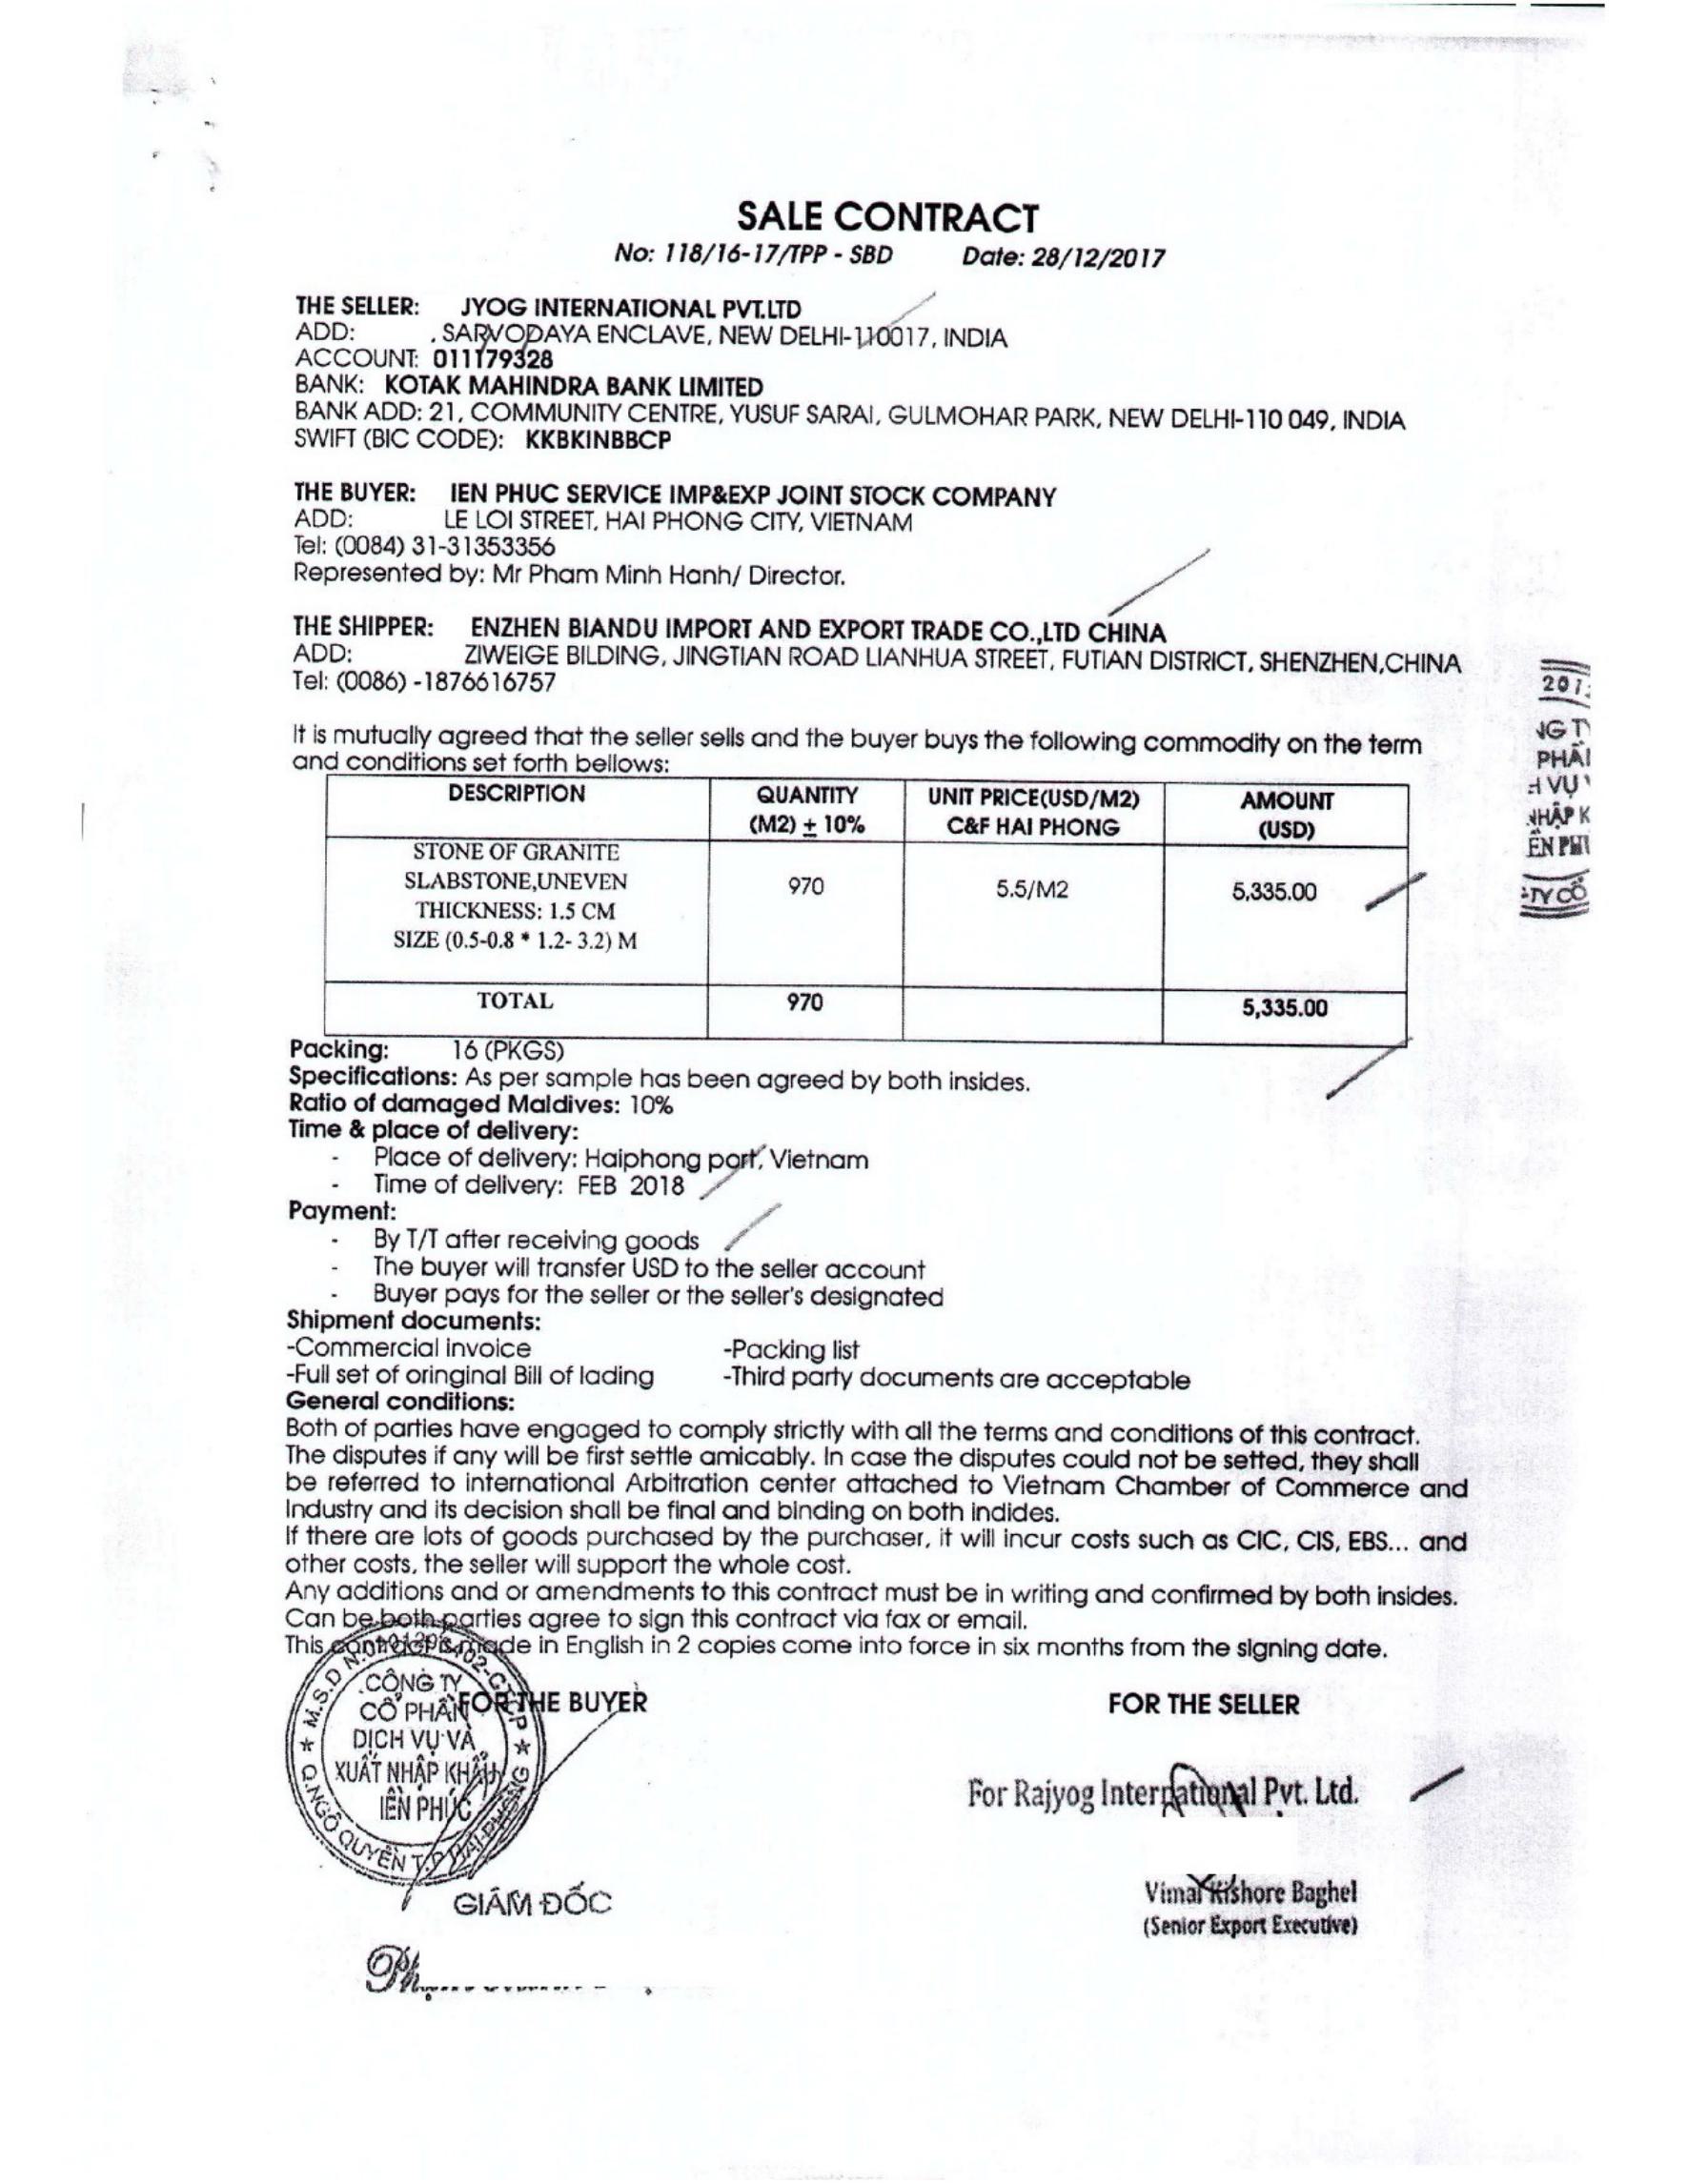 SALE CONTRACT
No: 118/16-17/TPP - SBD Date: 28/12/2017
THE SELLER: JYOG INTERNATIONAL PVT.LTD
ADD: , SARVODAYA ENCLAVE, NEW DELHI-110017, INDIA
ACCOUNT: 011179328
BANK: KOTAK MAHINDRA BANK LIMITED
BANK ADD: 21, COMMUNITY CENTRE, YUSUF SARAI, GULMOHAR PARK, NEW DELHI-110 049, INDIA
SWIFT (BIC CODE): KKBKINBBCP
THE BUYER: IEN PHUC SERVICE IMP&EXP JOINT STOCK COMPANY
ADD: LE LOI STREET, HAI PHONG CITY, VIETNAM
Tel: (0084) 31-31353356
Represented by: Mr Pham Minh Hanh/ Director.
THE SHIPPER: ENZHEN BIANDU IMPORT AND EXPORT TRADE CO.,LTD CHINA
ADD: ZIWEIGE BILDING, JINGTIAN ROAD LIANHUA STREET, FUTIAN DISTRICT, SHENZHEN,CHINA
Tel: (0086) -1876616757
It is mutually agreed that the seller sells and the buyer buys the following commodity on the term
and conditions set forth bellows:
DESCRIPTION QUANTITY (M2) ± 10% UNIT PRICE(USD/M2) C&F HAI PHONG AMOUNT (USD)
STONE OF GRANITE
SLABSTONE,UNEVEN 970 5.5/M2 5,335.00
THICKNESS: 1.5 CM
SIZE (0.5-0.8 * 1.2- 3.2) M
TOTAL 970 5,335.00
Packing: 16 (PKGS)
Specifications: As per sample has been agreed by both insides.
Ratio of damaged Maldives: 10%
Time & place of delivery:
- Place of delivery: Haiphong port, Vietnam
- Time of delivery: FEB 2018
Payment:
- By T/T after receiving goods
- The buyer will transfer USD to the seller account
- Buyer pays for the seller or the seller's designated
Shipment documents:
-Commercial invoice -Packing list
-Full set of oringinal Bill of lading -Third party documents are acceptable
General conditions:
Both of parties have engaged to comply strictly with all the terms and conditions of this contract.
The disputes if any will be first settle amicably. In case the disputes could not be setted, they shall
be referred to international Arbitration center attached to Vietnam Chamber of Commerce and
Industry and its decision shall be final and binding on both indides.
If there are lots of goods purchased by the purchaser, it will incur costs such as CIC, CIS, EBS... and
other costs, the seller will support the whole cost.
Any additions and or amendments to this contract must be in writing and confirmed by both insides.
Can be both parties agree to sign this contract via fax or email.
This contract is made in English in 2 copies come into force in six months from the signing date.
FOR THE BUYER FOR THE SELLER
CÔNG TY
CỔ PHẦN
DỊCH VỤ VÀ
XUẤT NHẬP KHẨU
IỀN PHÚC
Q.NGÔ QUYỀN T.P HẢI PHÒNG
For Rajyog International Pvt. Ltd.
Vimal Kishore Baghel
(Senior Export Executive)
GIÁM ĐỐC